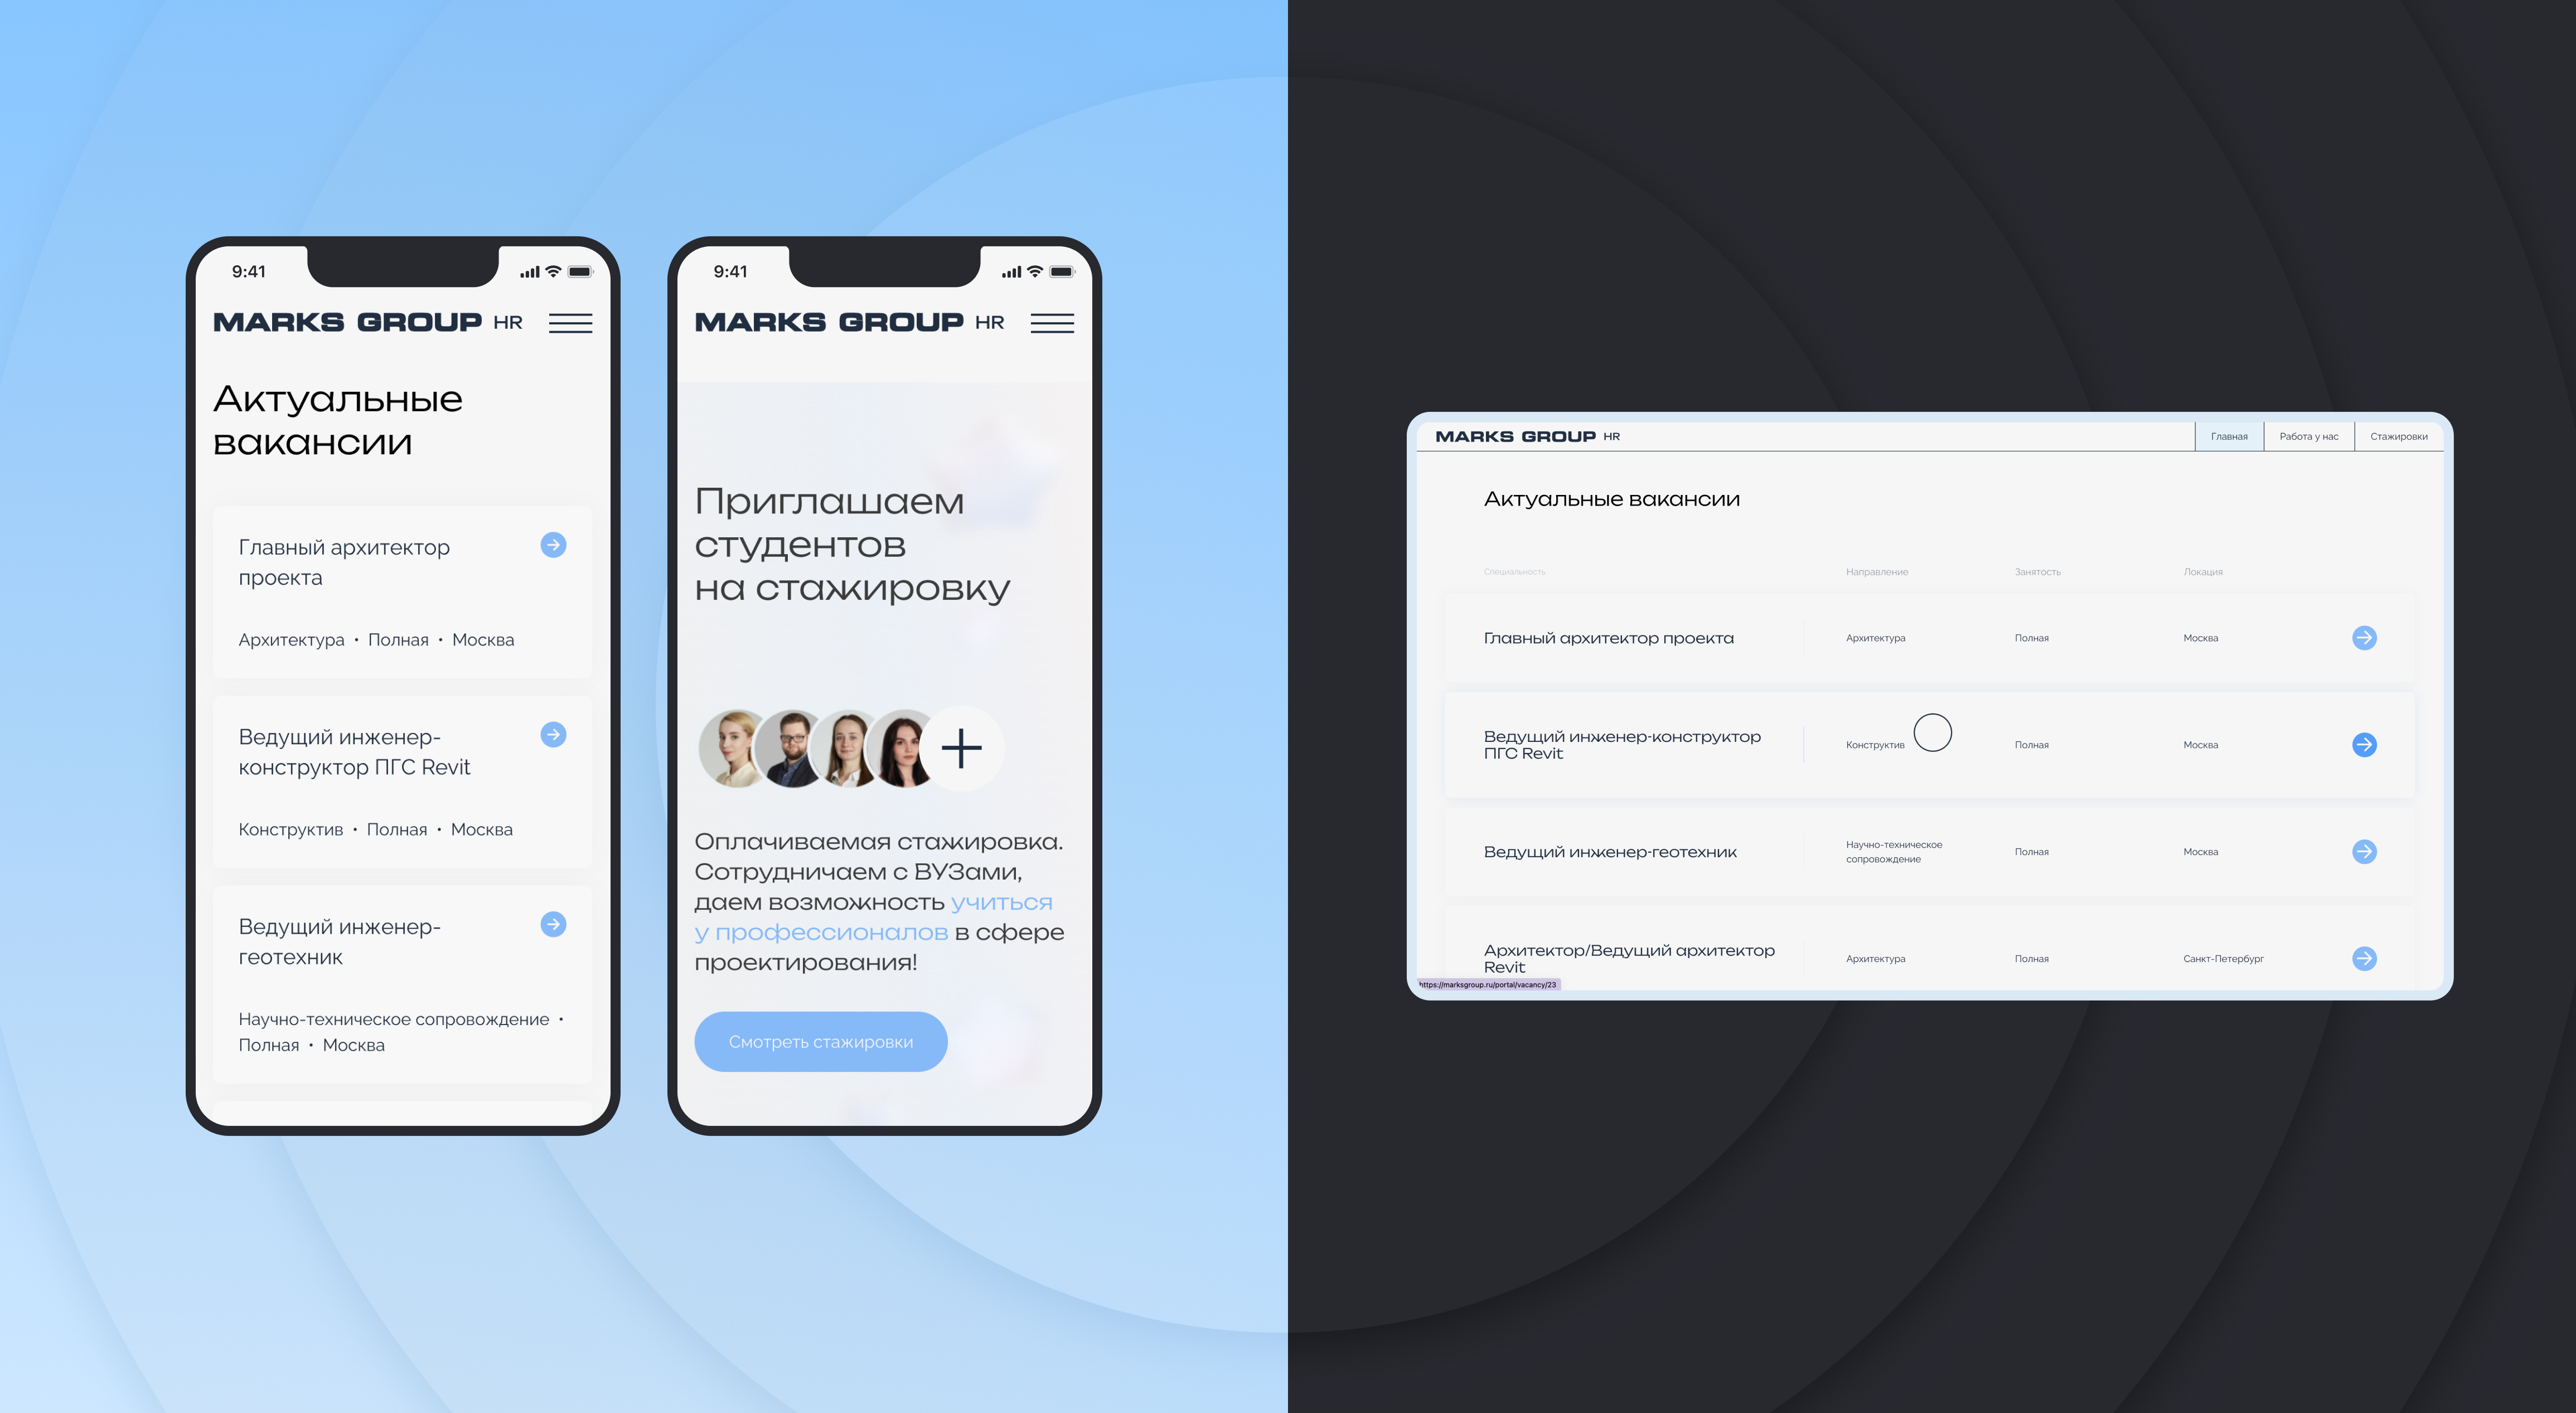 9:41
MARKS GROUP HR
Актуальные
вакансии
Главный архитектор
проекта
Архитектура • Полная • Москва
Ведущий инженер-
конструктор ПГС Revit
Конструктив • Полная • Москва
Ведущий инженер-
геотехник
Научно-техническое сопровождение •
Полная • Москва
9:41
MARKS GROUP HR
Приглашаем
студентов
на стажировку
Оплачиваемая стажировка.
Сотрудничаем с ВУЗами,
даем возможность учиться
у профессионалов в сфере
проектирования!
Смотреть стажировки
MARKS GROUP HR
Главная
Работа у нас
Стажировки
Актуальные вакансии
Специальность
Направление
Занятость
Локация
Главный архитектор проекта
Архитектура
Полная
Москва
Ведущий инженер-конструктор
ПГС Revit
Конструктив
Полная
Москва
Ведущий инженер-геотехник
Научно-техническое
сопровождение
Полная
Москва
Архитектор/Ведущий архитектор
Revit
Архитектура
Полная
Санкт-Петербург
https://marksgroup.ru/portal/vacancy/23